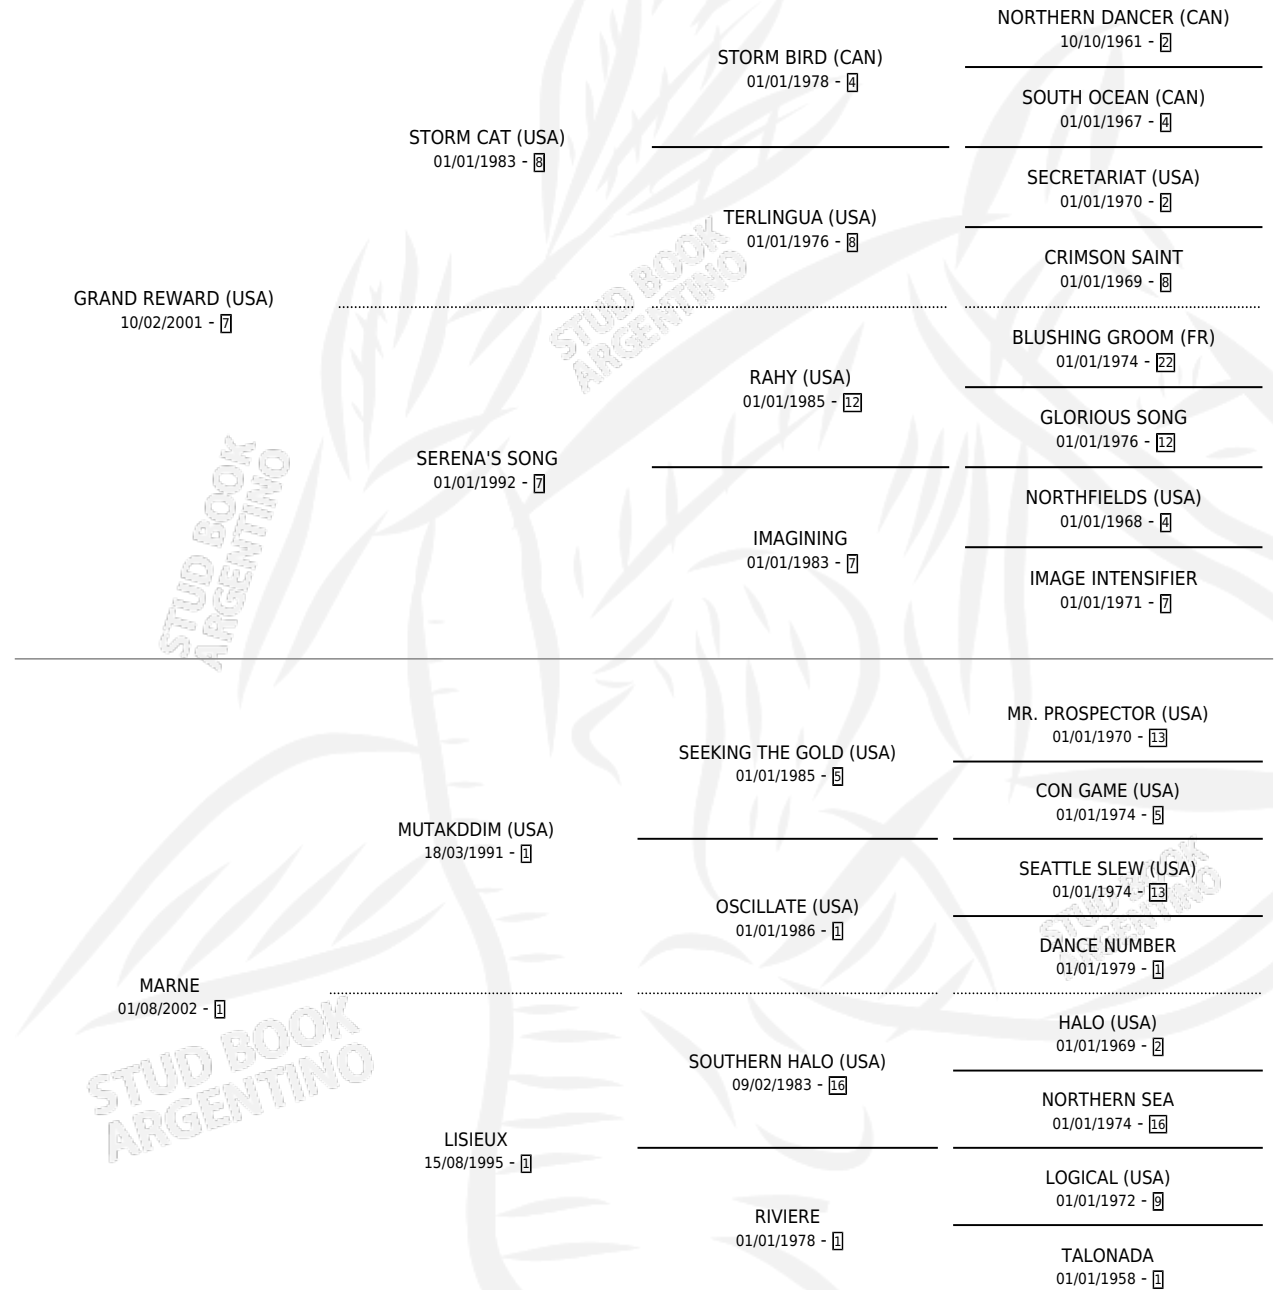 NORTHERN DANCER (CAN)
10/10/1961 - 2
STORM BIRD (CAN)
01/01/1978 - 4
SOUTH OCEAN (CAN)
01/01/1967 - 4
STORM CAT (USA)
01/01/1983 - 8
SECRETARIAT (USA)
01/01/1970 - 2
TERLINGUA (USA)
01/01/1976 - 8
CRIMSON SAINT
01/01/1969 - 8
GRAND REWARD (USA)
10/02/2001 - 7
STUD BOOK
ARGENTINO
BLUSHING GROOM (FR)
01/01/1974 - 22
RAHY (USA)
01/01/1985 - 12
GLORIOUS SONG
01/01/1976 - 12
SERENA'S SONG
01/01/1992 - 7
NORTHFIELDS (USA)
01/01/1968 - 4
IMAGINING
01/01/1983 - 7
IMAGE INTENSIFIER
01/01/1971 - 7
STUD BOOK
ARGENTINO
MR. PROSPECTOR (USA)
01/01/1970 - 13
SEEKING THE GOLD (USA)
01/01/1985 - 5
CON GAME (USA)
01/01/1974 - 5
MUTAKDDIM (USA)
18/03/1991 - 1
SEATTLE SLEW (USA)
01/01/1974 - 13
STUD BOOK
ARGENTINO
OSCILLATE (USA)
01/01/1986 - 1
DANCE NUMBER
01/01/1979 - 1
MARNE
01/08/2002 - 1
STUD BOOK
ARGENTINO
HALO (USA)
01/01/1969 - 2
SOUTHERN HALO (USA)
09/02/1983 - 16
NORTHERN SEA
01/01/1974 - 16
LISIEUX
15/08/1995 - 1
LOGICAL (USA)
01/01/1972 - 9
RIVIERE
01/01/1978 - 1
TALONADA
01/01/1958 - 1